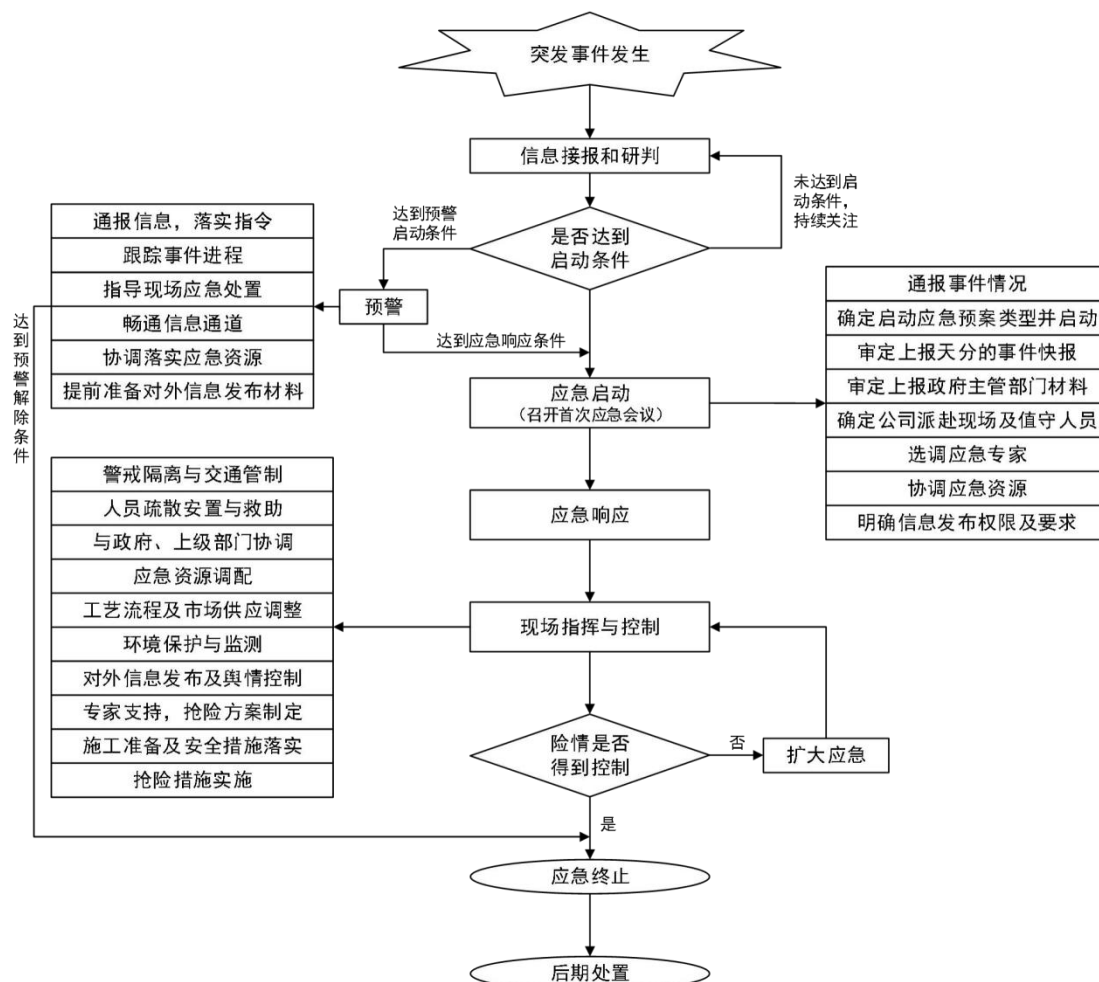 突发事件发生
信息接报和研判
未达到启
动条件，
持续关注
达到预警
启动条件
是否达到
启动条件
通报信息，落实指令
跟踪事件进程
指导现场应急处置
畅通信息通道
协调落实应急资源
提前准备对外信息发布材料
预警
达到应急响应条件
达到预警解除条件
应急启动
（召开首次应急会议）
通报事件情况
确定启动应急预案类型并启动
审定上报天分的事件快报
审定上报政府主管部门材料
确定公司派赴现场及值守人员
选调应急专家
协调应急资源
明确信息发布权限及要求
应急响应
警戒隔离与交通管制
人员疏散安置与救助
与政府、上级部门协调
应急资源调配
工艺流程及市场供应调整
环境保护与监测
对外信息发布及舆情控制
专家支持，抢险方案制定
施工准备及安全措施落实
抢险措施实施
现场指挥与控制
险情是否
得到控制
否
扩大应急
是
应急终止
后期处置